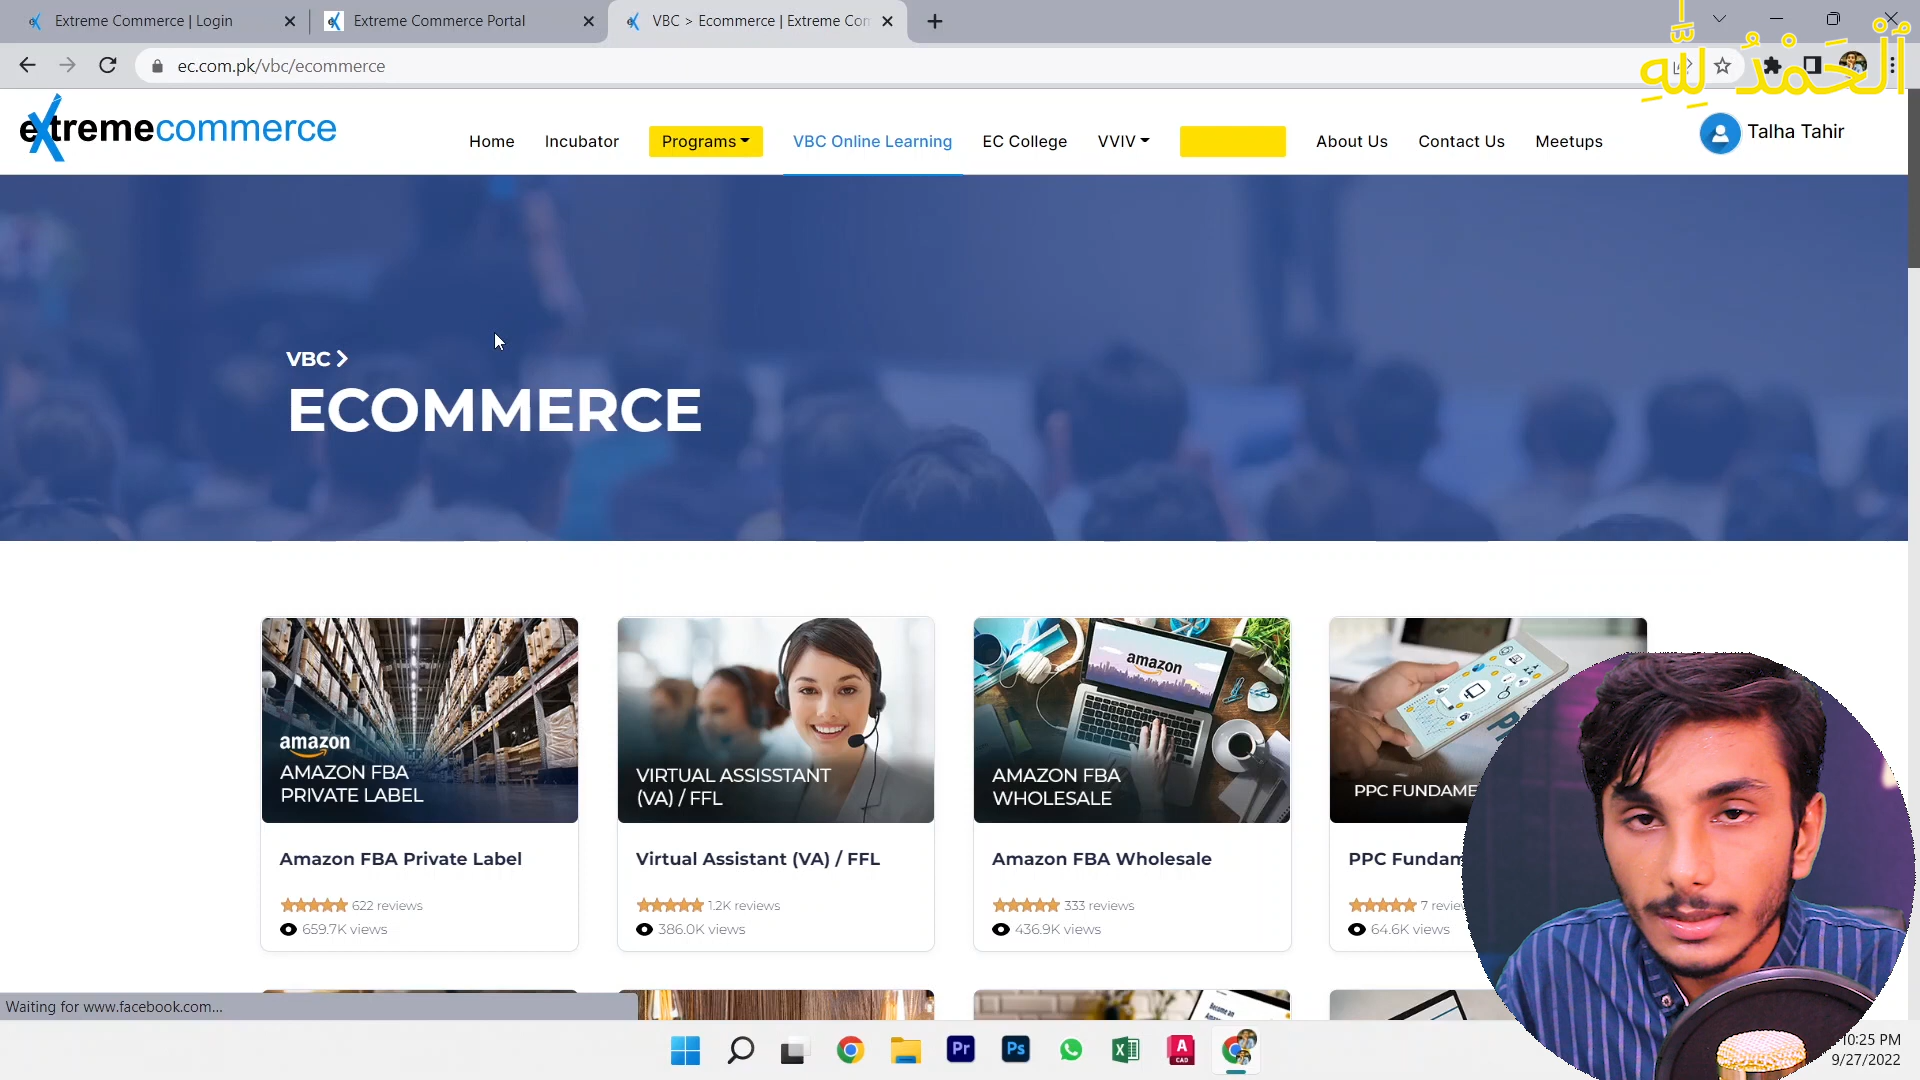 Extreme Commerce | Login
Extreme Commerce Portal
VBC > Ecommerce | Extreme Com
ec.com.pk/vbc/ecommerce
اَلْحَمْدُ لِلَّٰهِ
extremecommerce
Home
Incubator
Programs
VBC Online Learning
EC College
VVIV
About Us
Contact Us
Meetups
Talha Tahir
VBC >
ECOMMERCE
amazon
AMAZON FBA
PRIVATE LABEL
VIRTUAL ASSISSTANT
(VA) / FFL
amazon
AMAZON FBA
WHOLESALE
PPC FUNDAME
Amazon FBA Private Label
622 reviews
659.7K views
Virtual Assistant (VA) / FFL
1.2K reviews
386.0K views
Amazon FBA Wholesale
333 reviews
436.9K views
PPC Fundam
7 revie
64.6K views
Waiting for www.facebook.com...
Pr
Ps
A
CAD
10:25 PM
9/27/2022